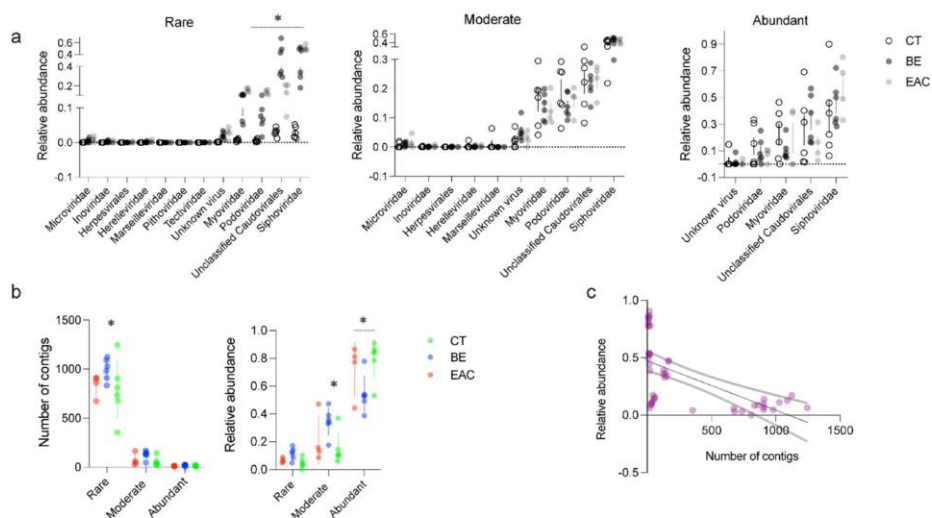 a
Rare
*
Relative abundance
0.6
0.4
0.4
0.2
0.1
0.0
-0.1
Microviridae
Inoviridae
Herpesvirales
Herelleviridae
Marseilleviridae
Pithoviridae
Tectiviridae
Unknown virus
Myoviridae
Podoviridae
Unclassified Caudovirales
Siphoviridae
Moderate
Relative abundance
0.6
0.4
0.4
0.3
0.2
0.1
0.0
-0.1
Microviridae
Inoviridae
Herpesvirales
Herelleviridae
Marseilleviridae
Unknown virus
Myoviridae
Podoviridae
Unclassified Caudovirales
Siphoviridae
Abundant
Relative abundance
0.9
0.7
0.5
0.3
0.1
-0.1
Unknown virus
Podoviridae
Myoviridae
Unclassified Caudovirales
Siphoviridae
CT
BE
EAC
b
Number of contigs
1500
1000
500
0
*
Rare
Moderate
Abundant
CT
BE
EAC
Relative abundance
1.0
0.8
0.6
0.4
0.2
0.0
*
*
Rare
Moderate
Abundant
c
Relative abundance
1.0
0.5
0.0
-0.5
500
1000
1500
Number of contigs